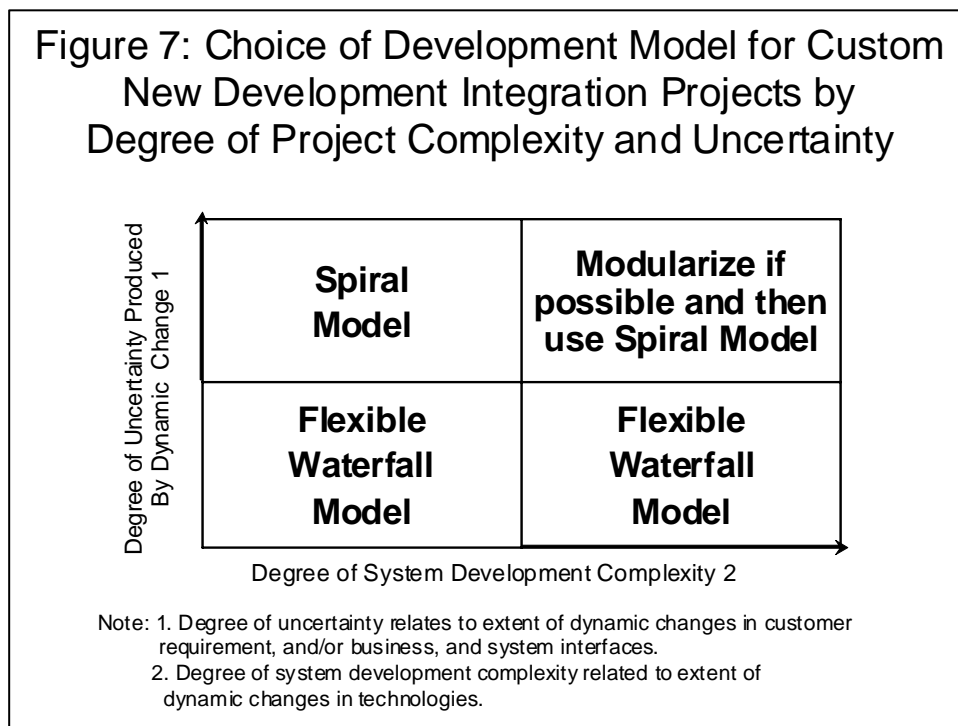 Figure 7: Choice of Development Model for Custom
New Development Integration Projects by
Degree of Project Complexity and Uncertainty
Degree of Uncertainty Produced
By Dynamic Change 1
Spiral
Model
Modularize if
possible and then
use Spiral Model
Flexible
Waterfall
Model
Flexible
Waterfall
Model
Degree of System Development Complexity 2
Note: 1. Degree of uncertainty relates to extent of dynamic changes in customer
requirement, and/or business, and system interfaces.
2. Degree of system development complexity related to extent of
dynamic changes in technologies.